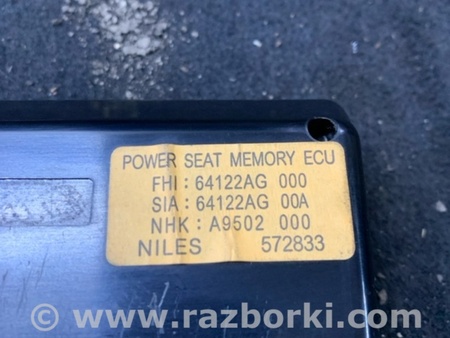 POWER SEAT MEMORY ECU
FHI : 64122AG 000
SIA : 64122AG 00A
NHK : A9502 000
NILES 572833
© www.razborki.com